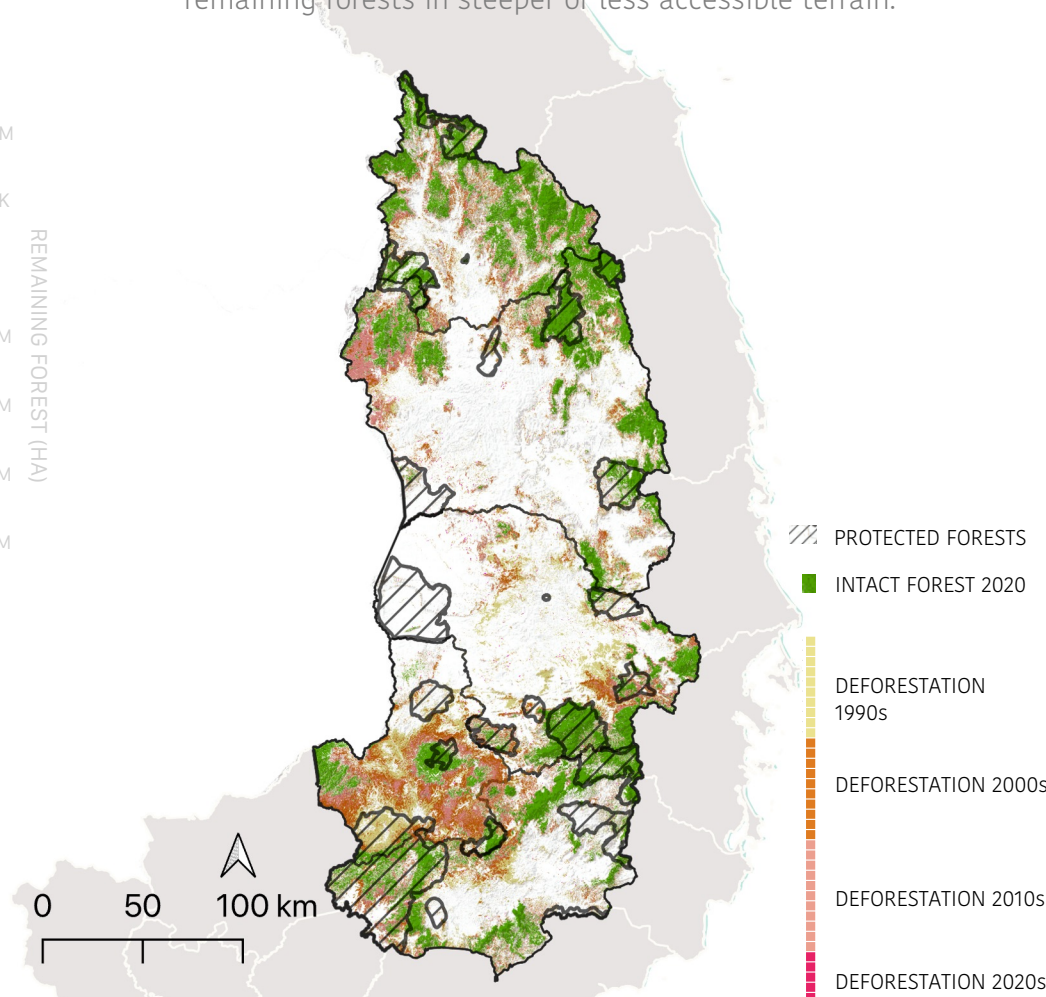 remaining forests in steeper or less accessible terrain.
M
K
REMAINING FOREST (HA)
M
M
M
M
PROTECTED FORESTS
INTACT FOREST 2020
DEFORESTATION
1990s
DEFORESTATION 2000s
DEFORESTATION 2010s
DEFORESTATION 2020s
0 50 100 km